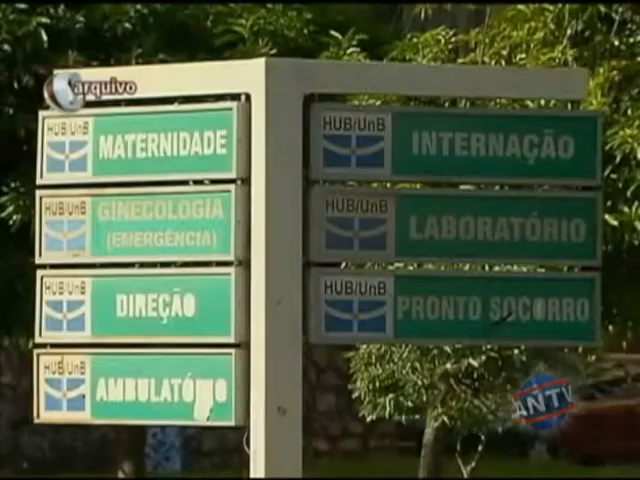 arquivo
HUB/UnB
MATERNIDADE
HUB/UnB
GINECOLOGIA
(EMERGÊNCIA)
HUB/UnB
DIREÇÃO
HUB/UnB
AMBULATÓRIO
HUB/UnB
INTERNAÇÃO
HUB/UnB
LABORATÓRIO
HUB/UnB
PRONTO SOCORRO
ANTV